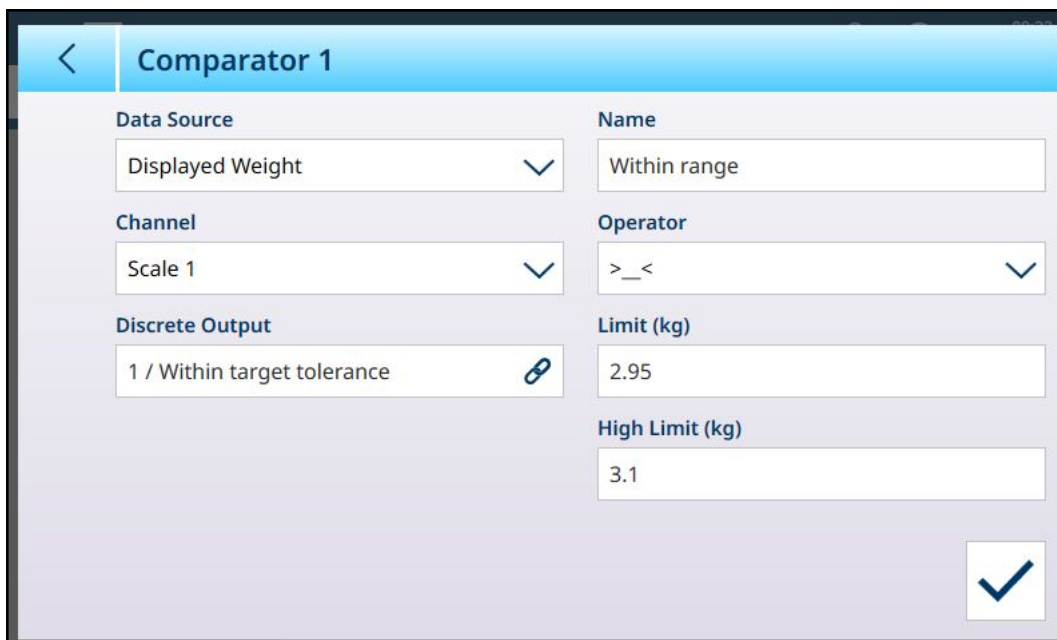 Comparator 1
Data Source
Displayed Weight
Name
Within range
Channel
Scale 1
Operator
>__<
Discrete Output
1 / Within target tolerance
Limit (kg)
2.95
High Limit (kg)
3.1